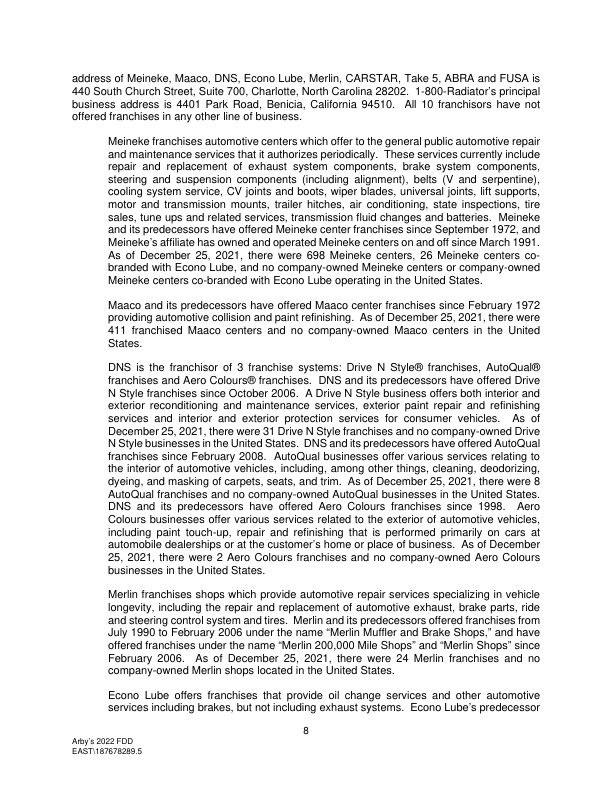 address of Meineke, Maaco, DNS, Econo Lube, Merlin, CARSTAR, Take 5, ABRA and FUSA is
440 South Church Street, Suite 700, Charlotte, North Carolina 28202.  1-800-Radiator's principal
business address is 4401 Park Road, Benicia, California 94510.  All 10 franchisors have not
offered franchises in any other line of business.
Meineke franchises automotive centers which offer to the general public automotive repair
and maintenance services that it authorizes periodically.  These services currently include
repair and replacement of exhaust system components, brake system components,
steering and suspension components (including alignment), belts (V and serpentine),
cooling system service, CV joints and boots, wiper blades, universal joints, lift supports,
motor and transmission mounts, trailer hitches, air conditioning, state inspections, tire
sales, tune ups and related services, transmission fluid changes and batteries.  Meineke
and its predecessors have offered Meineke center franchises since September 1972, and
Meineke's affiliate has owned and operated Meineke centers on and off since March 1991.
As of December 25, 2021, there were 698 Meineke centers, 26 Meineke centers co-
branded with Econo Lube, and no company-owned Meineke centers or company-owned
Meineke centers co-branded with Econo Lube operating in the United States.
Maaco and its predecessors have offered Maaco center franchises since February 1972
providing automotive collision and paint refinishing.  As of December 25, 2021, there were
411 franchised Maaco centers and no company-owned Maaco centers in the United
States.
DNS is the franchisor of 3 franchise systems: Drive N Style® franchises, AutoQual®
franchises and Aero Colours® franchises.  DNS and its predecessors have offered Drive
N Style franchises since October 2006.  A Drive N Style business offers both interior and
exterior reconditioning and maintenance services, exterior paint repair and refinishing
services and interior and exterior protection services for consumer vehicles.  As of
December 25, 2021, there were 31 Drive N Style franchises and no company-owned Drive
N Style businesses in the United States.  DNS and its predecessors have offered AutoQual
franchises since February 2008.  AutoQual businesses offer various services relating to
the interior of automotive vehicles, including, among other things, cleaning, deodorizing,
dyeing, and masking of carpets, seats, and trim.  As of December 25, 2021, there were 8
AutoQual franchises and no company-owned AutoQual businesses in the United States.
DNS and its predecessors have offered Aero Colours franchises since 1998.  Aero
Colours businesses offer various services related to the exterior of automotive vehicles,
including paint touch-up, repair and refinishing that is performed primarily on cars at
automobile dealerships or at the customer's home or place of business.  As of December
25, 2021, there were 2 Aero Colours franchises and no company-owned Aero Colours
businesses in the United States.
Merlin franchises shops which provide automotive repair services specializing in vehicle
longevity, including the repair and replacement of automotive exhaust, brake parts, ride
and steering control system and tires.  Merlin and its predecessors offered franchises from
July 1990 to February 2006 under the name “Merlin Muffler and Brake Shops,” and have
offered franchises under the name “Merlin 200,000 Mile Shops” and “Merlin Shops” since
February 2006.  As of December 25, 2021, there were 24 Merlin franchises and no
company-owned Merlin shops located in the United States.
Econo Lube offers franchises that provide oil change services and other automotive
services including brakes, but not including exhaust systems.  Econo Lube's predecessor
8
Arby's 2022 FDD
EAST\187678289.5